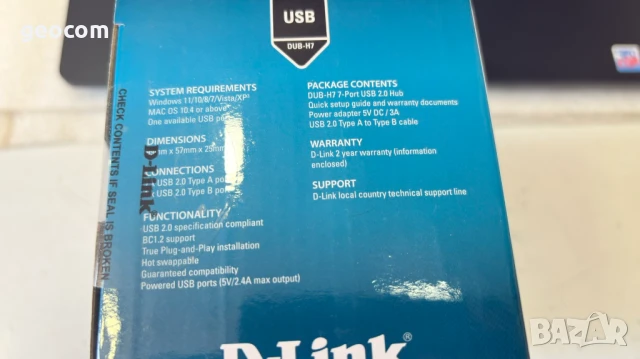 geocom
USB
DUB-H7
SYSTEM REQUIREMENTS
Windows 11/10/8/7/Vista/XP¹
MAC OS 10.4 or above
One available USB
DIMENSIONS
x 57mm x 25mm
CONNECTIONS
USB 2.0 Type A
USB 2.0 Type B
FUNCTIONALITY
USB 2.0 specification compliant
BC1.2 support
True Plug-and-Play installation
Hot swappable
Guaranteed compatibility
Powered USB ports (5V/2.4A max output)
PACKAGE CONTENTS
DUB-H7 7-Port USB 2.0 Hub
Quick setup guide and warranty documents
Power adapter 5V DC / 3A
USB 2.0 Type A to Type B cable
WARRANTY
D-Link 2 year warranty (information
enclosed)
SUPPORT
D-Link local country technical support line
CHECK CONTENTS IF SEAL IS BROKEN
D-Link
D-Link®
BAZAR